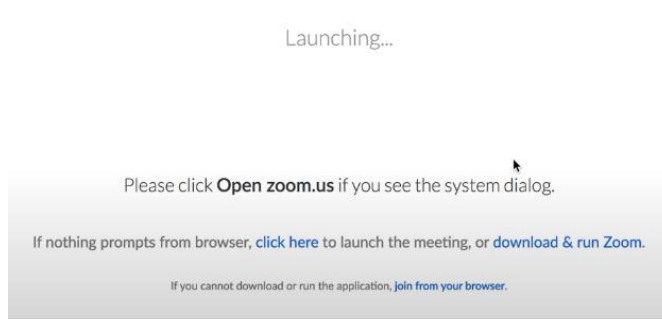 Launching...
Please click Open zoom.us if you see the system dialog.
If nothing prompts from browser, click here to launch the meeting, or download & run Zoom.
If you cannot download or run the application, join from your browser.